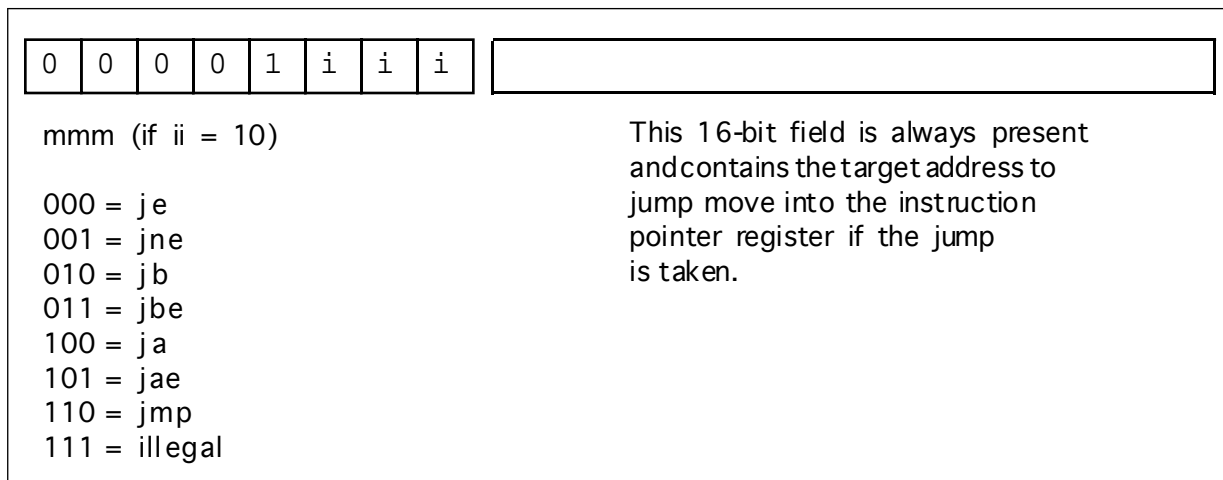 0 0 0 0 1 i i i
mmm (if ii = 10)
000 = je
001 = jne
010 = jb
011 = jbe
100 = ja
101 = jae
110 = jmp
111 = illegal
This 16-bit field is always present
and contains the target address to
jump move into the instruction
pointer register if the jump
is taken.